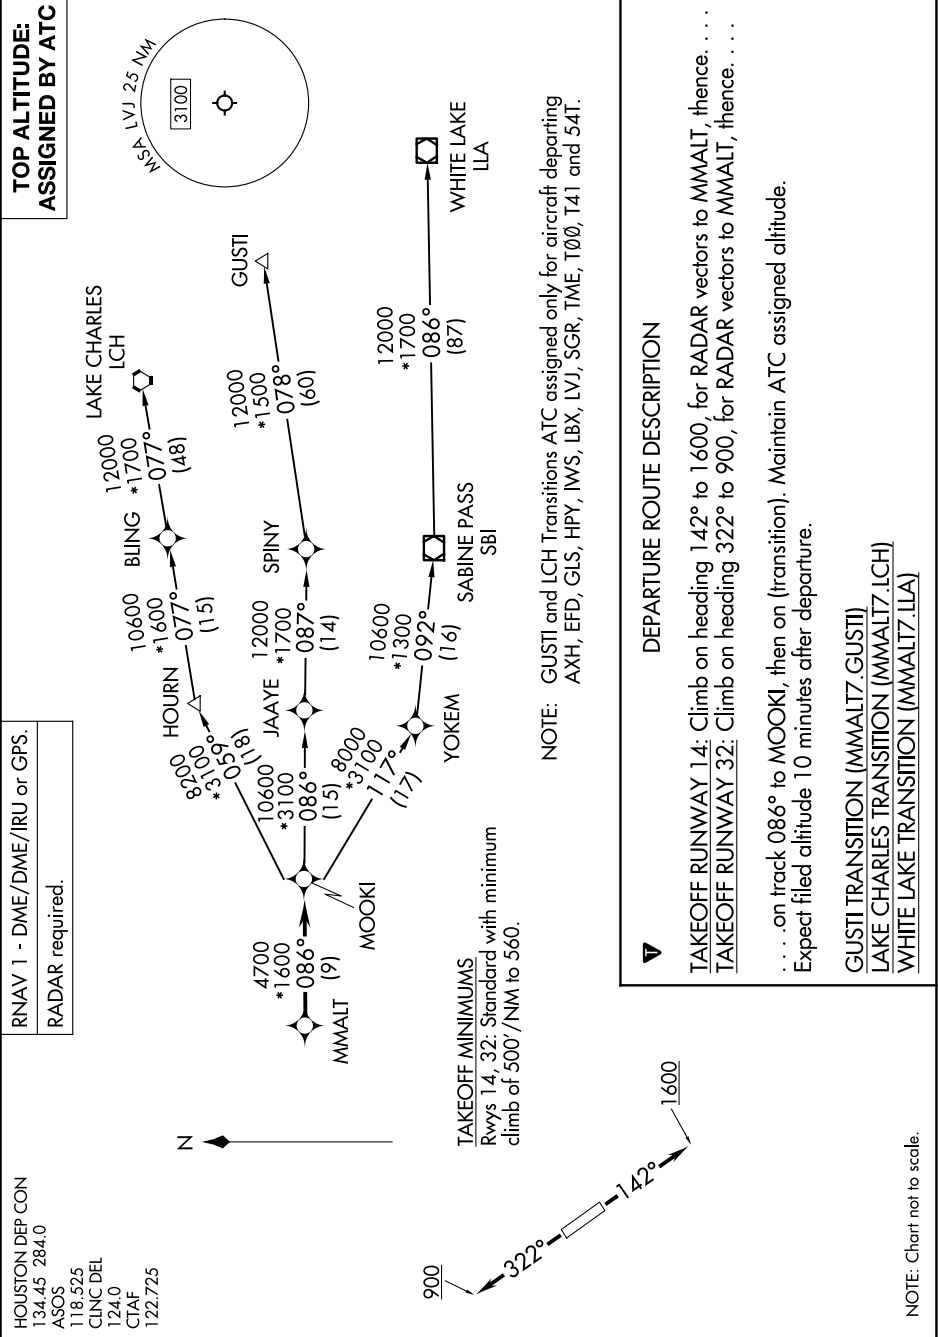 HOUSTON DEP CON
134.45 284.0
ASOS
118.525
CLNC DEL
124.0
CTAF
122.725
RNAV 1 - DME/DME/IRU or GPS.
RADAR required.
TOP ALTITUDE:
ASSIGNED BY ATC
MSA LVJ 25 NM
3100
N
MMALT
4700
*1600
086°
(9)
MOOKI
8200
*3100
059°
(18)
HOURN
10600
*1600
077°
(15)
BLING
12000
*1700
077°
(48)
LAKE CHARLES
LCH
10600
*3100
086°
(15)
JAAYE
12000
*1700
087°
(14)
SPINY
12000
*1500
078°
(60)
GUSTI
8000
*3100
117°
(17)
YOKEM
10600
*1300
092°
(16)
SABINE PASS
SBI
12000
*1700
086°
(87)
WHITE LAKE
LLA
TAKEOFF MINIMUMS
Rwys 14, 32: Standard with minimum
climb of 500'/NM to 560.
NOTE: GUSTI and LCH Transitions ATC assigned only for aircraft departing
AXH, EFD, GLS, HPY, IWS, LBX, LVJ, SGR, TME, TØØ, T41 and 54T.
900
322°
142°
1600
T
DEPARTURE ROUTE DESCRIPTION
TAKEOFF RUNWAY 14: Climb on heading 142° to 1600, for RADAR vectors to MMALT, thence. . . .
TAKEOFF RUNWAY 32: Climb on heading 322° to 900, for RADAR vectors to MMALT, thence. . . .
. . . .on track 086° to MOOKI, then on (transition). Maintain ATC assigned altitude.
Expect filed altitude 10 minutes after departure.
GUSTI TRANSITION (MMALT7.GUSTI)
LAKE CHARLES TRANSITION (MMALT7.LCH)
WHITE LAKE TRANSITION (MMALT7.LLA)
NOTE: Chart not to scale.